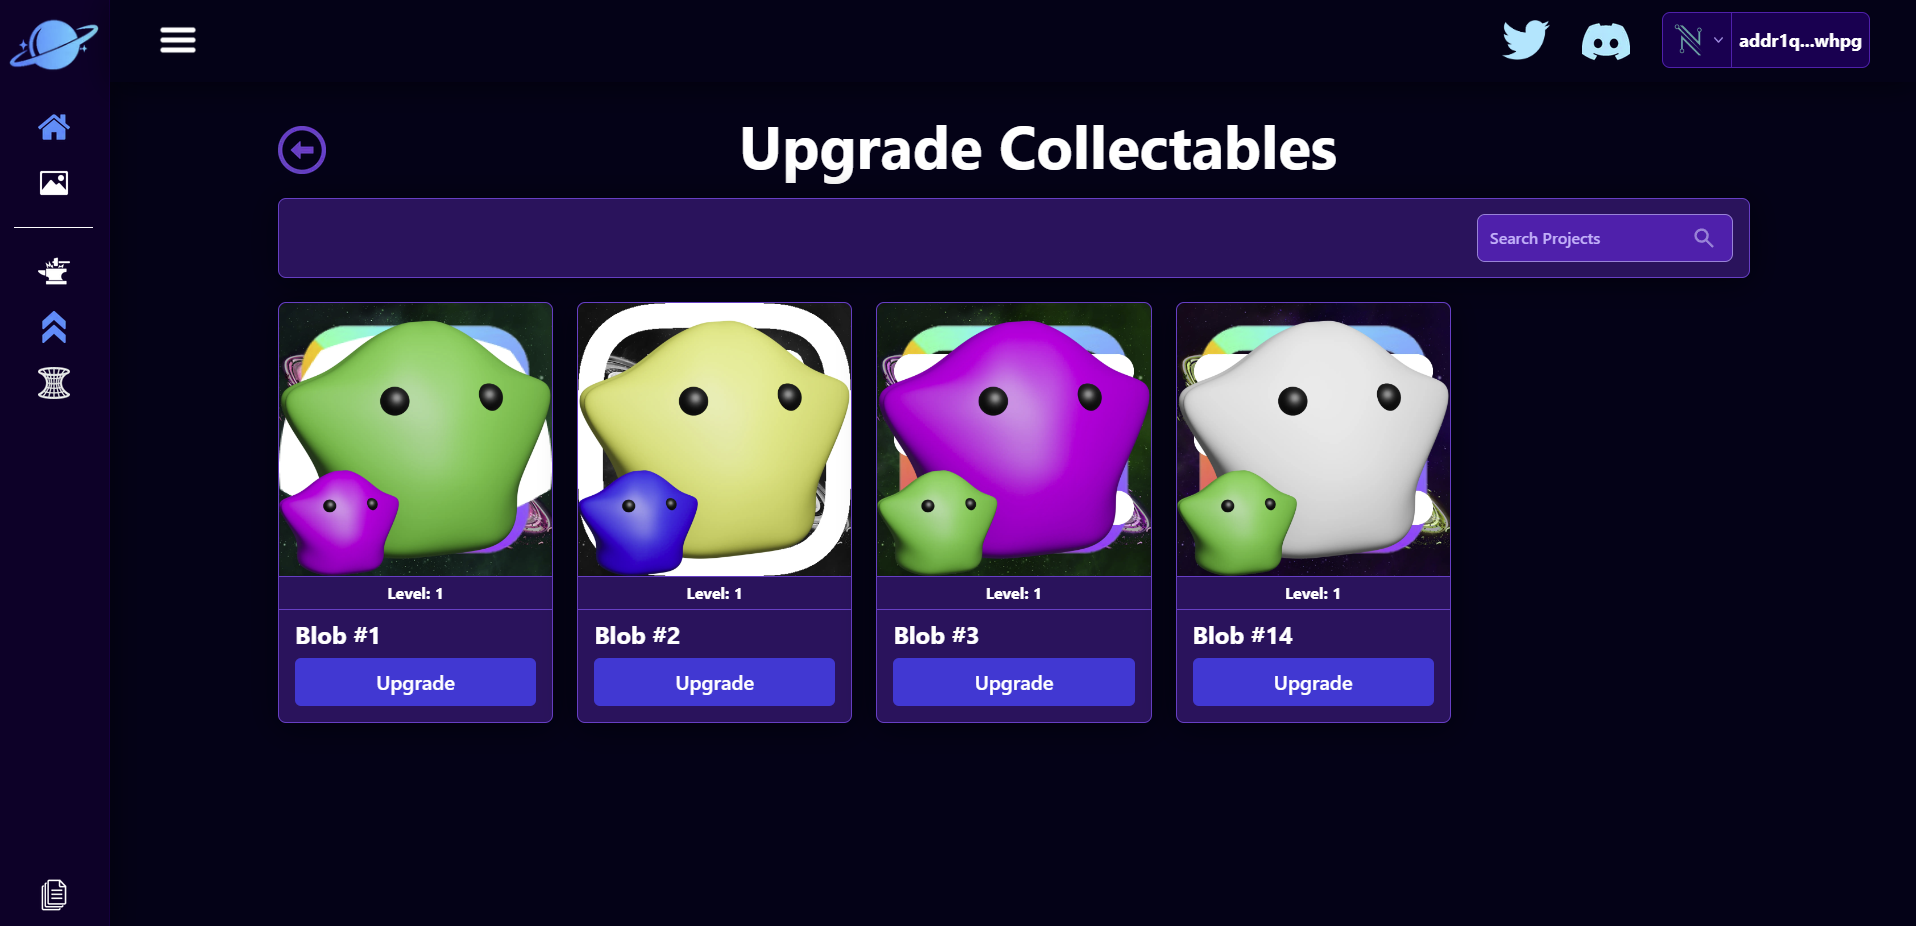 addr1q...whpg
Upgrade Collectables
Search Projects
Level: 1
Blob #1
Upgrade
Level: 1
Blob #2
Upgrade
Level: 1
Blob #3
Upgrade
Level: 1
Blob #14
Upgrade